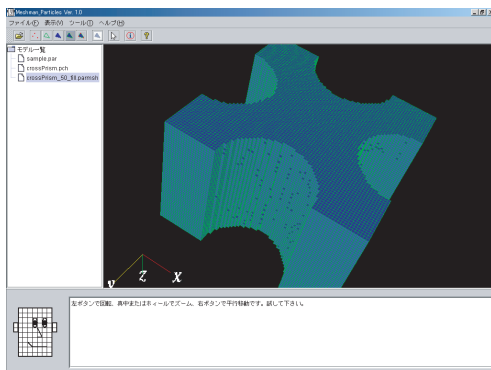 Meshman_Particles Ver. 1.0
ファイル(F) 表示(V) ツール(T) ヘルプ(H)
モデル一覧
sample.par
crossPrism.pch
crossPrism_50_fill.parmsh
y Z X
左ボタンで回転、真中またはホィールでズーム、右ボタンで平行移動です。試して下さい。